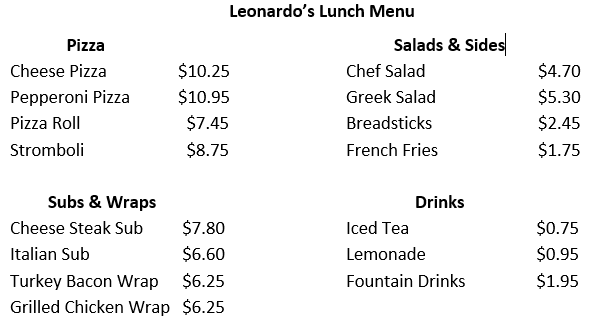 Leonardo’s Lunch Menu
Pizza
Cheese Pizza $10.25
Pepperoni Pizza $10.95
Pizza Roll $7.45
Stromboli $8.75
Salads & Sides
Chef Salad $4.70
Greek Salad $5.30
Breadsticks $2.45
French Fries $1.75
Subs & Wraps
Cheese Steak Sub $7.80
Italian Sub $6.60
Turkey Bacon Wrap $6.25
Grilled Chicken Wrap $6.25
Drinks
Iced Tea $0.75
Lemonade $0.95
Fountain Drinks $1.95